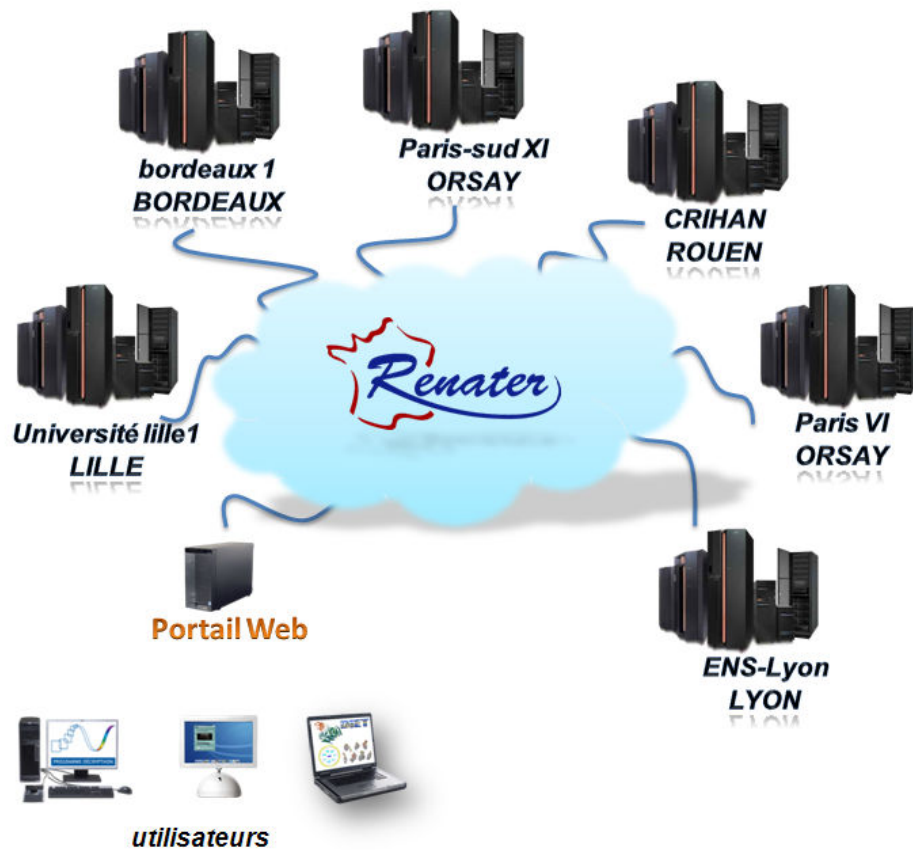 Paris-sud XI
ORSAY
bordeaux 1
BORDEAUX
CRIHAN
ROUEN
Renater
Université lille1
LILLE
Paris VI
ORSAY
Portail Web
ENS-Lyon
LYON
DIET
utilisateurs